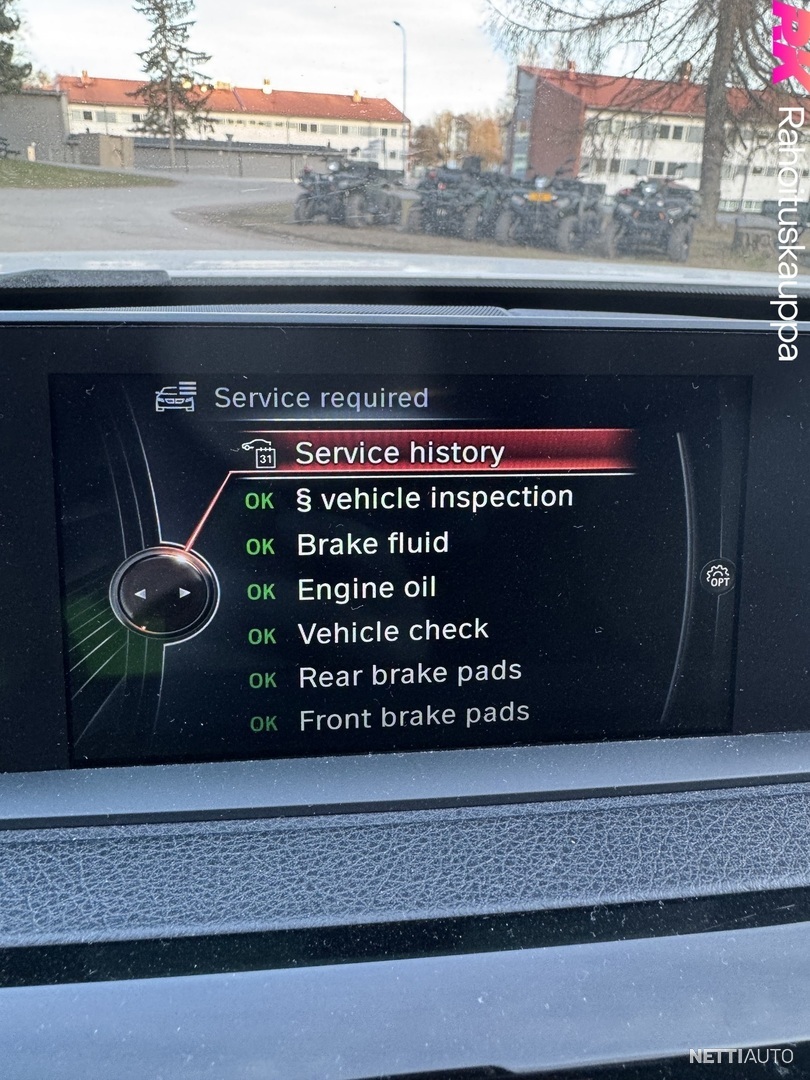 RX Rahoituskauppa
Service required
31 Service history
OK § vehicle inspection
OK Brake fluid
OK Engine oil
OK Vehicle check
OK Rear brake pads
OK Front brake pads
OPT
NETTIAUTO